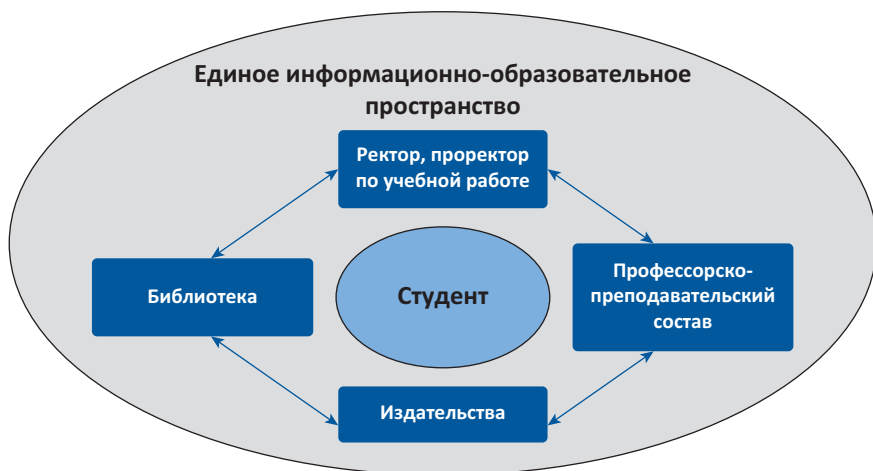 Единое информационно-образовательное
пространство
Ректор, проректор
по учебной работе
Библиотека
Студент
Профессорско-
преподавательский
состав
Издательства